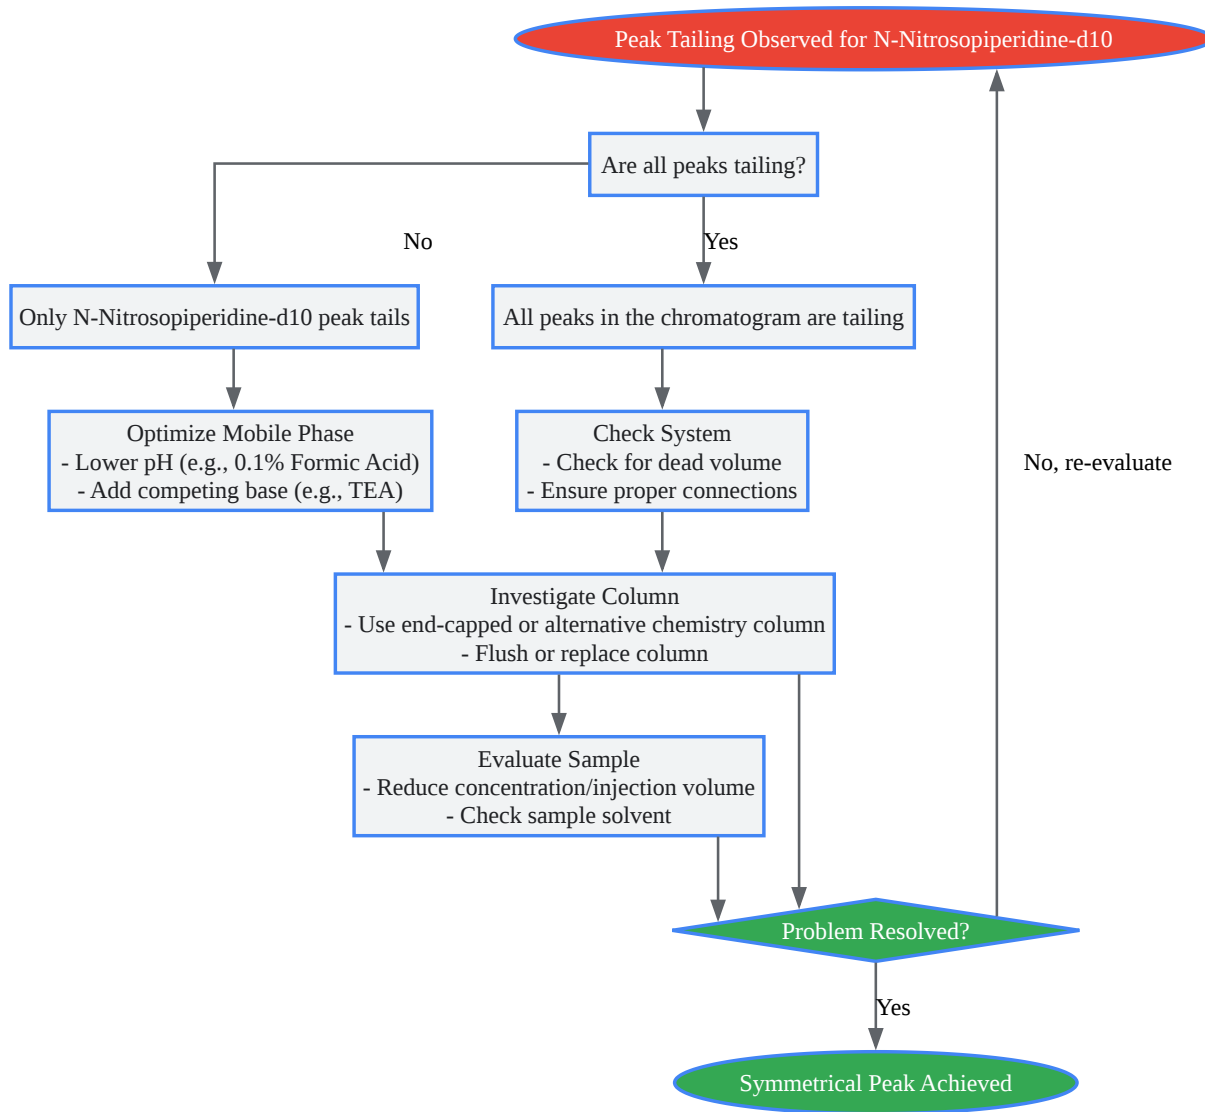 Peak Tailing Observed for N-Nitrosopiperidine-d10
Are all peaks tailing?
No
Yes
Only N-Nitrosopiperidine-d10 peak tails
All peaks in the chromatogram are tailing
Optimize Mobile Phase
- Lower pH (e.g., 0.1% Formic Acid)
- Add competing base (e.g., TEA)
Check System
- Check for dead volume
- Ensure proper connections
No, re-evaluate
Investigate Column
- Use end-capped or alternative chemistry column
- Flush or replace column
Evaluate Sample
- Reduce concentration/injection volume
- Check sample solvent
Problem Resolved?
Yes
Symmetrical Peak Achieved